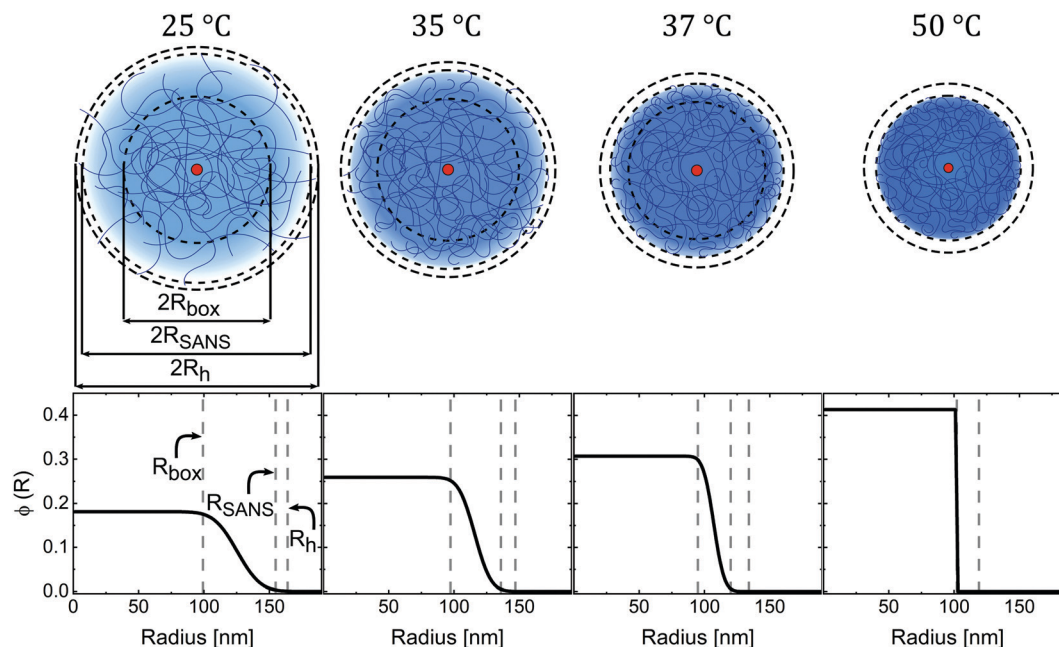 25 °C 35 °C 37 °C 50 °C
2R_box
2R_SANS
2R_h
ϕ (R)
0.4
0.3
0.2
0.1
0.0
R_box
R_SANS
R_h
0 50 100 150 50 100 150 50 100 150 50 100 150
Radius [nm] Radius [nm] Radius [nm] Radius [nm]